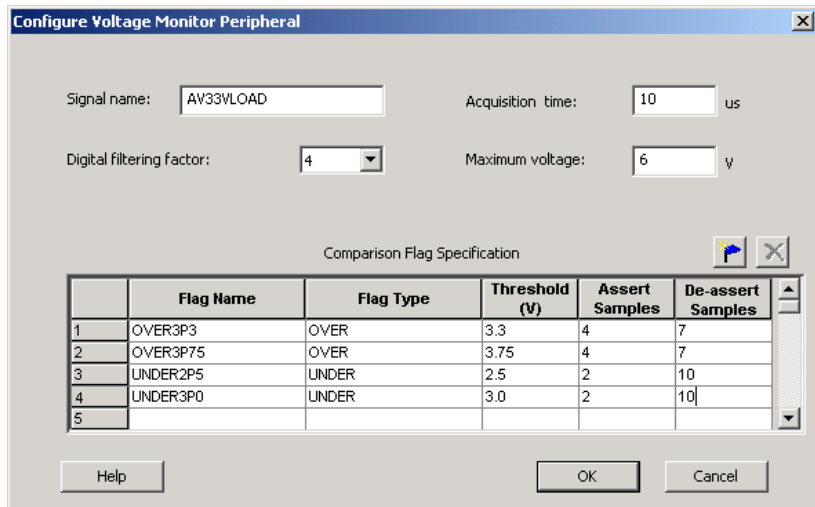 Configure Voltage Monitor Peripheral
Signal name: AV33VLOAD Acquisition time: 10 us
Digital filtering factor: 4 Maximum voltage: 6 V
Comparison Flag Specification
Flag Name Flag Type Threshold (V) Assert Samples De-assert Samples
1 OVER3P3 OVER 3.3 4 7
2 OVER3P75 OVER 3.75 4 7
3 UNDER2P5 UNDER 2.5 2 10
4 UNDER3P0 UNDER 3.0 2 10
5
Help OK Cancel